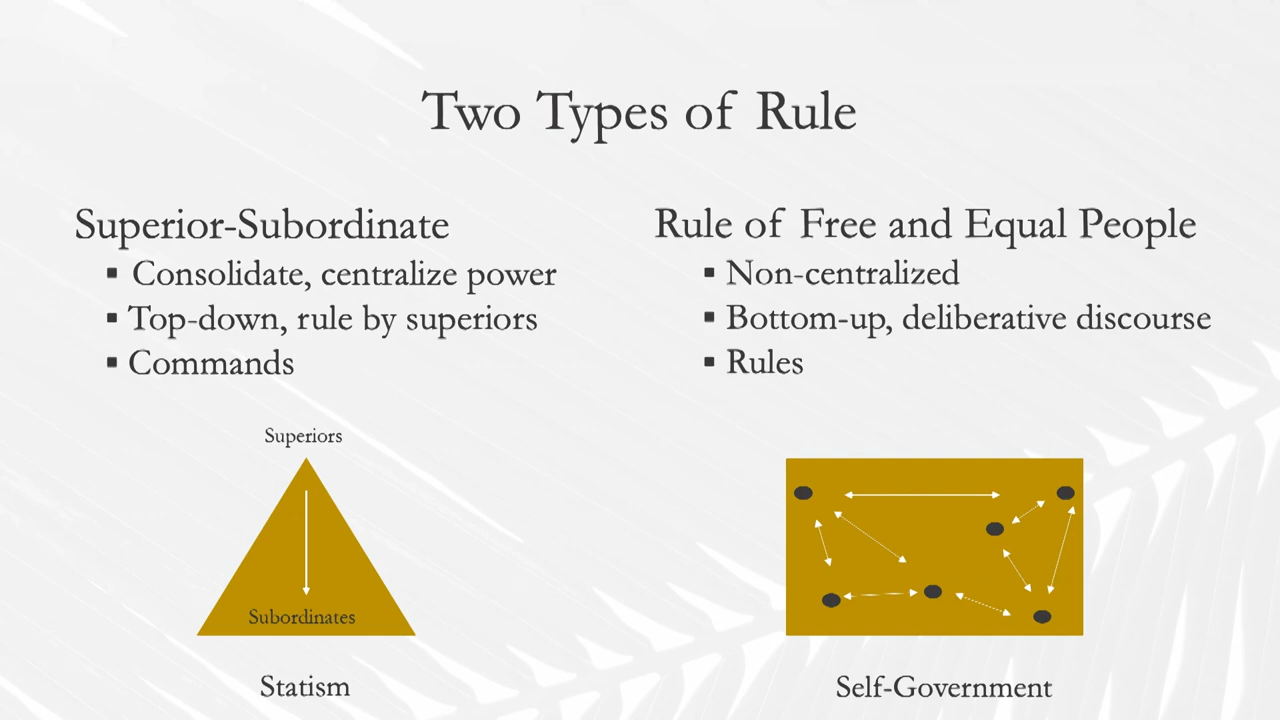 Two Types of Rule
Superior-Subordinate
▪ Consolidate, centralize power
▪ Top-down, rule by superiors
▪ Commands
Superiors
Subordinates
Statism
Rule of Free and Equal People
▪ Non-centralized
▪ Bottom-up, deliberative discourse
▪ Rules
Self-Government